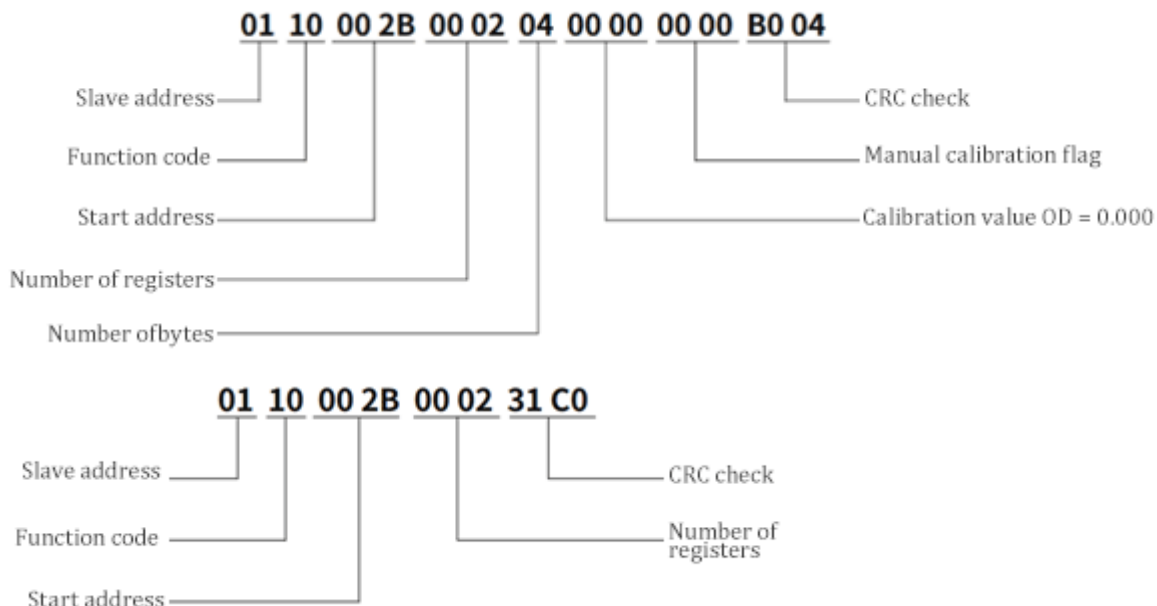 01 10 00 2B 00 02 04 00 00 00 00 B0 04
Slave address
CRC check
Function code
Manual calibration flag
Start address
Calibration value OD = 0.000
Number of registers
Number ofbytes
01 10 00 2B 00 02 31 C0
Slave address
CRC check
Function code
Number of
registers
Start address